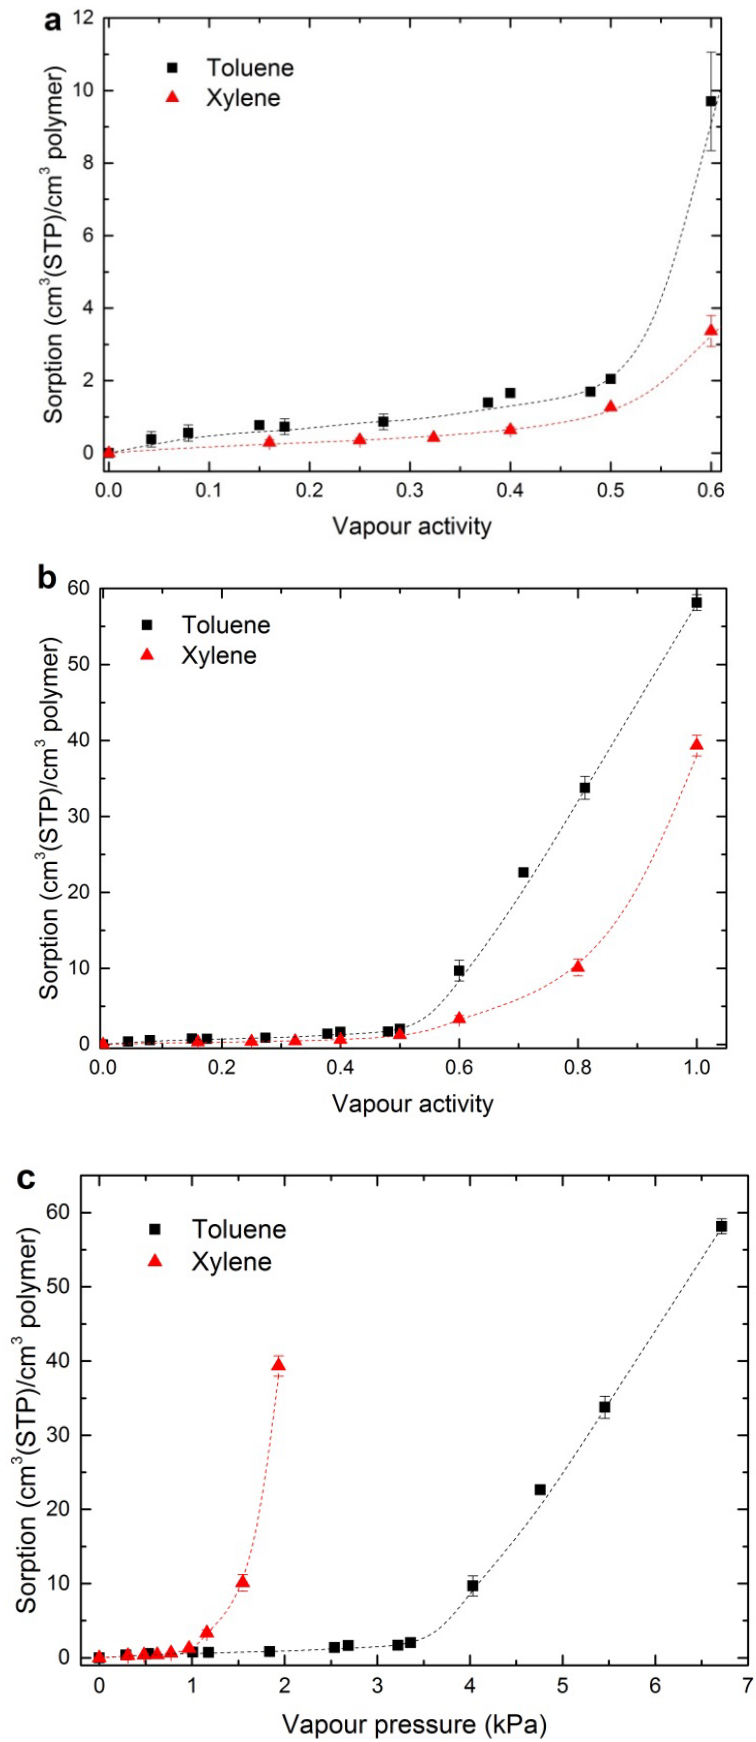 a
12
10
8
6
4
2
0
Sorption (cm³(STP)/cm³ polymer)
Toluene
Xylene
0.0 0.1 0.2 0.3 0.4 0.5 0.6
Vapour activity
b
60
50
40
30
20
10
0
Sorption (cm³(STP)/cm³ polymer)
Toluene
Xylene
0.0 0.2 0.4 0.6 0.8 1.0
Vapour activity
c
60
50
40
30
20
10
0
Sorption (cm³(STP)/cm³ polymer)
Toluene
Xylene
0 1 2 3 4 5 6 7
Vapour pressure (kPa)